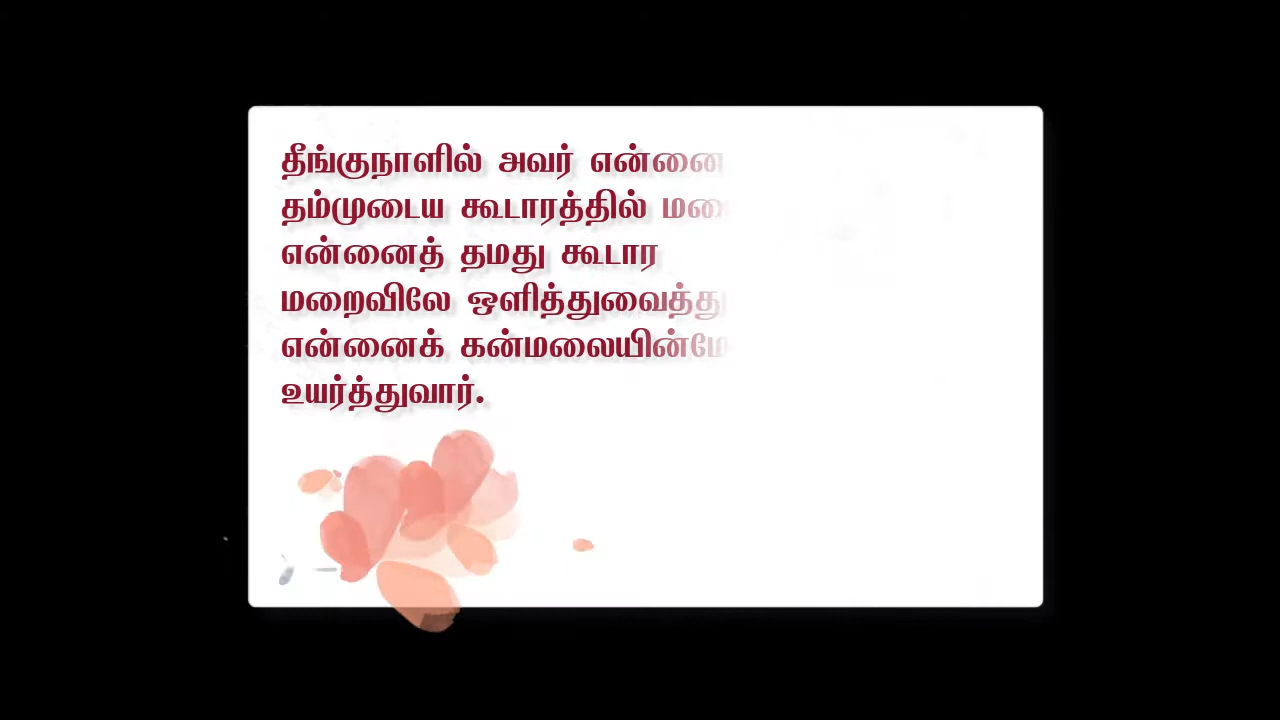 தீங்குநாளில் அவர் என்னை
தம்முடைய கூடாரத்தில்
என்னைத் தமது கூடார
மறைவிலே ஒளித்துவைத்து
என்னைக் கன்மலையின்மே
உயர்த்துவார்.